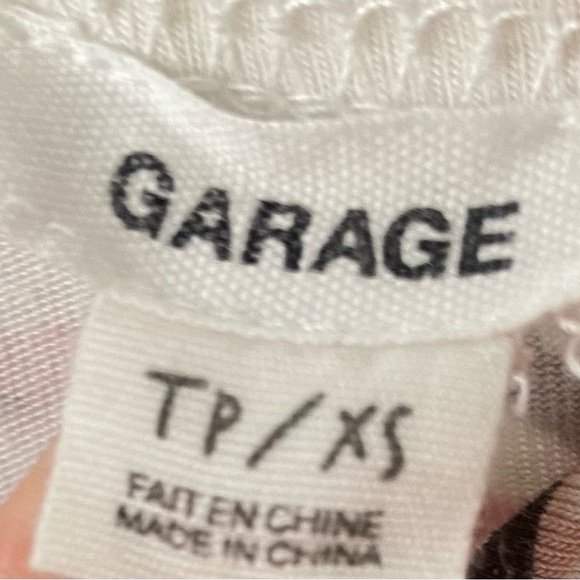 GARAGE
TP/XS
FAIT EN CHINE
MADE IN CHINA